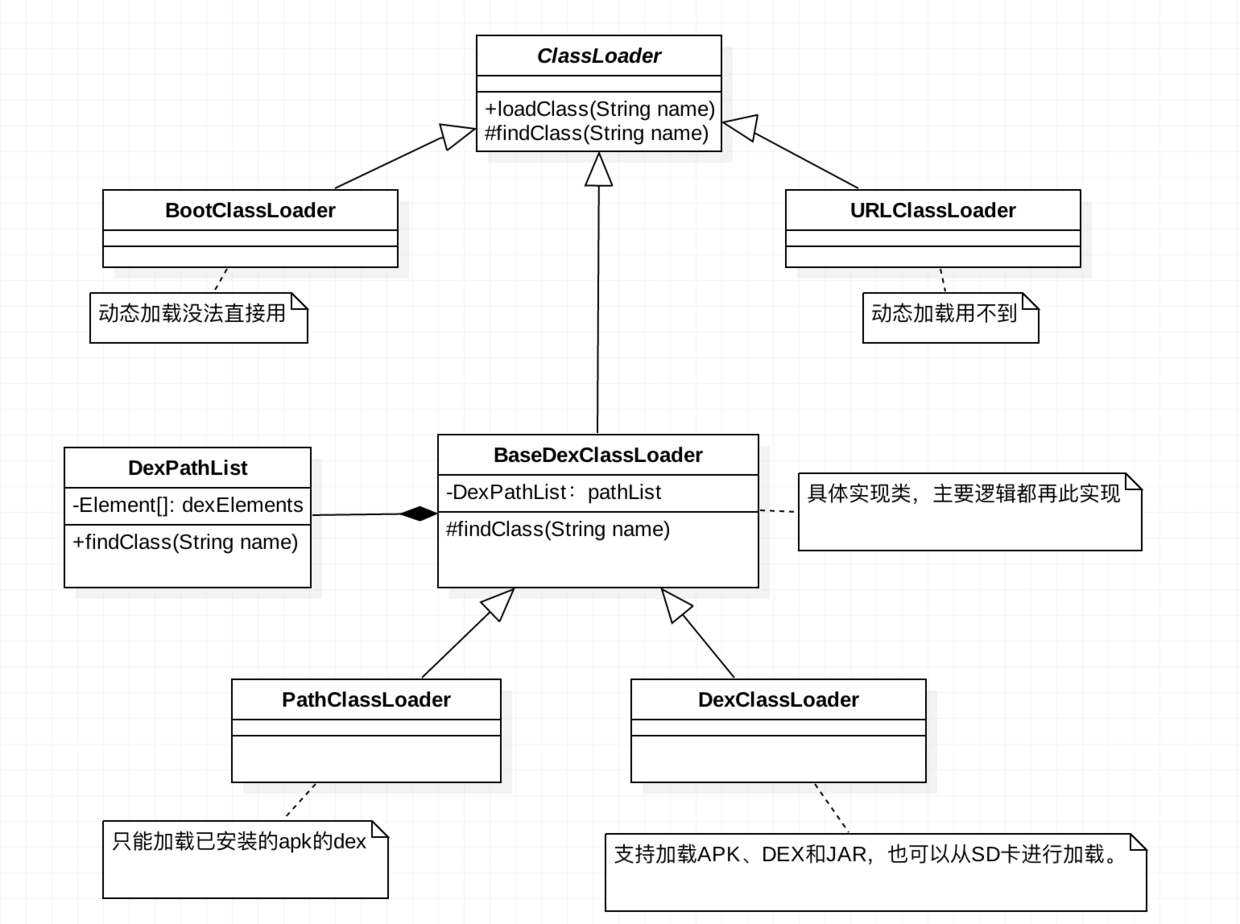 ClassLoader
+loadClass(String name)
#findClass(String name)
BootClassLoader
URLClassLoader
动态加载没法直接用
动态加载用不到
DexPathList
-Element[]: dexElements
+findClass(String name)
BaseDexClassLoader
-DexPathList：pathList
#findClass(String name)
具体实现类，主要逻辑都再此实现
PathClassLoader
DexClassLoader
只能加载已安装的apk的dex
支持加载APK、DEX和JAR，也可以从SD卡进行加载。